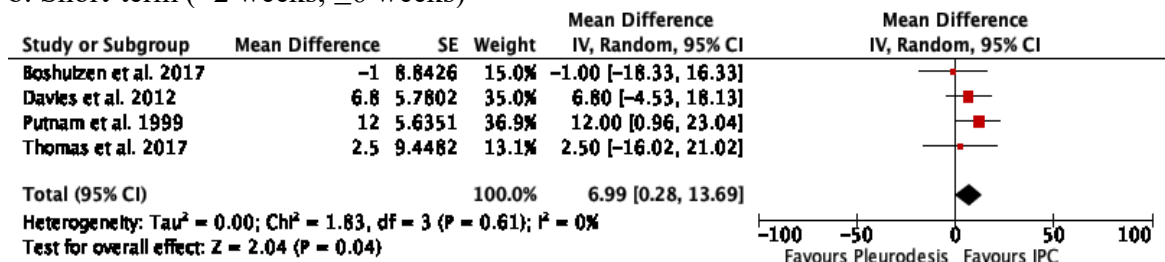 Mean Difference Mean Difference
Study or Subgroup Mean Difference SE Weight IV, Random, 95% CI IV, Random, 95% CI
Boshuizen et al. 2017 −1 8.8426 15.0% −1.00 [−18.33, 16.33]
Davies et al. 2012 6.8 5.7802 35.0% 6.80 [−4.53, 18.13]
Putnam et al. 1999 12 5.6351 36.9% 12.00 [0.96, 23.04]
Thomas et al. 2017 2.5 9.4482 13.1% 2.50 [−16.02, 21.02]
Total (95% CI) 100.0% 6.99 [0.28, 13.69]
Heterogeneity: Tau² = 0.00; Chi² = 1.83, df = 3 (P = 0.61); I² = 0%
Test for overall effect: Z = 2.04 (P = 0.04)
−100 −50 0 50 100
Favours Pleurodesis Favours IPC